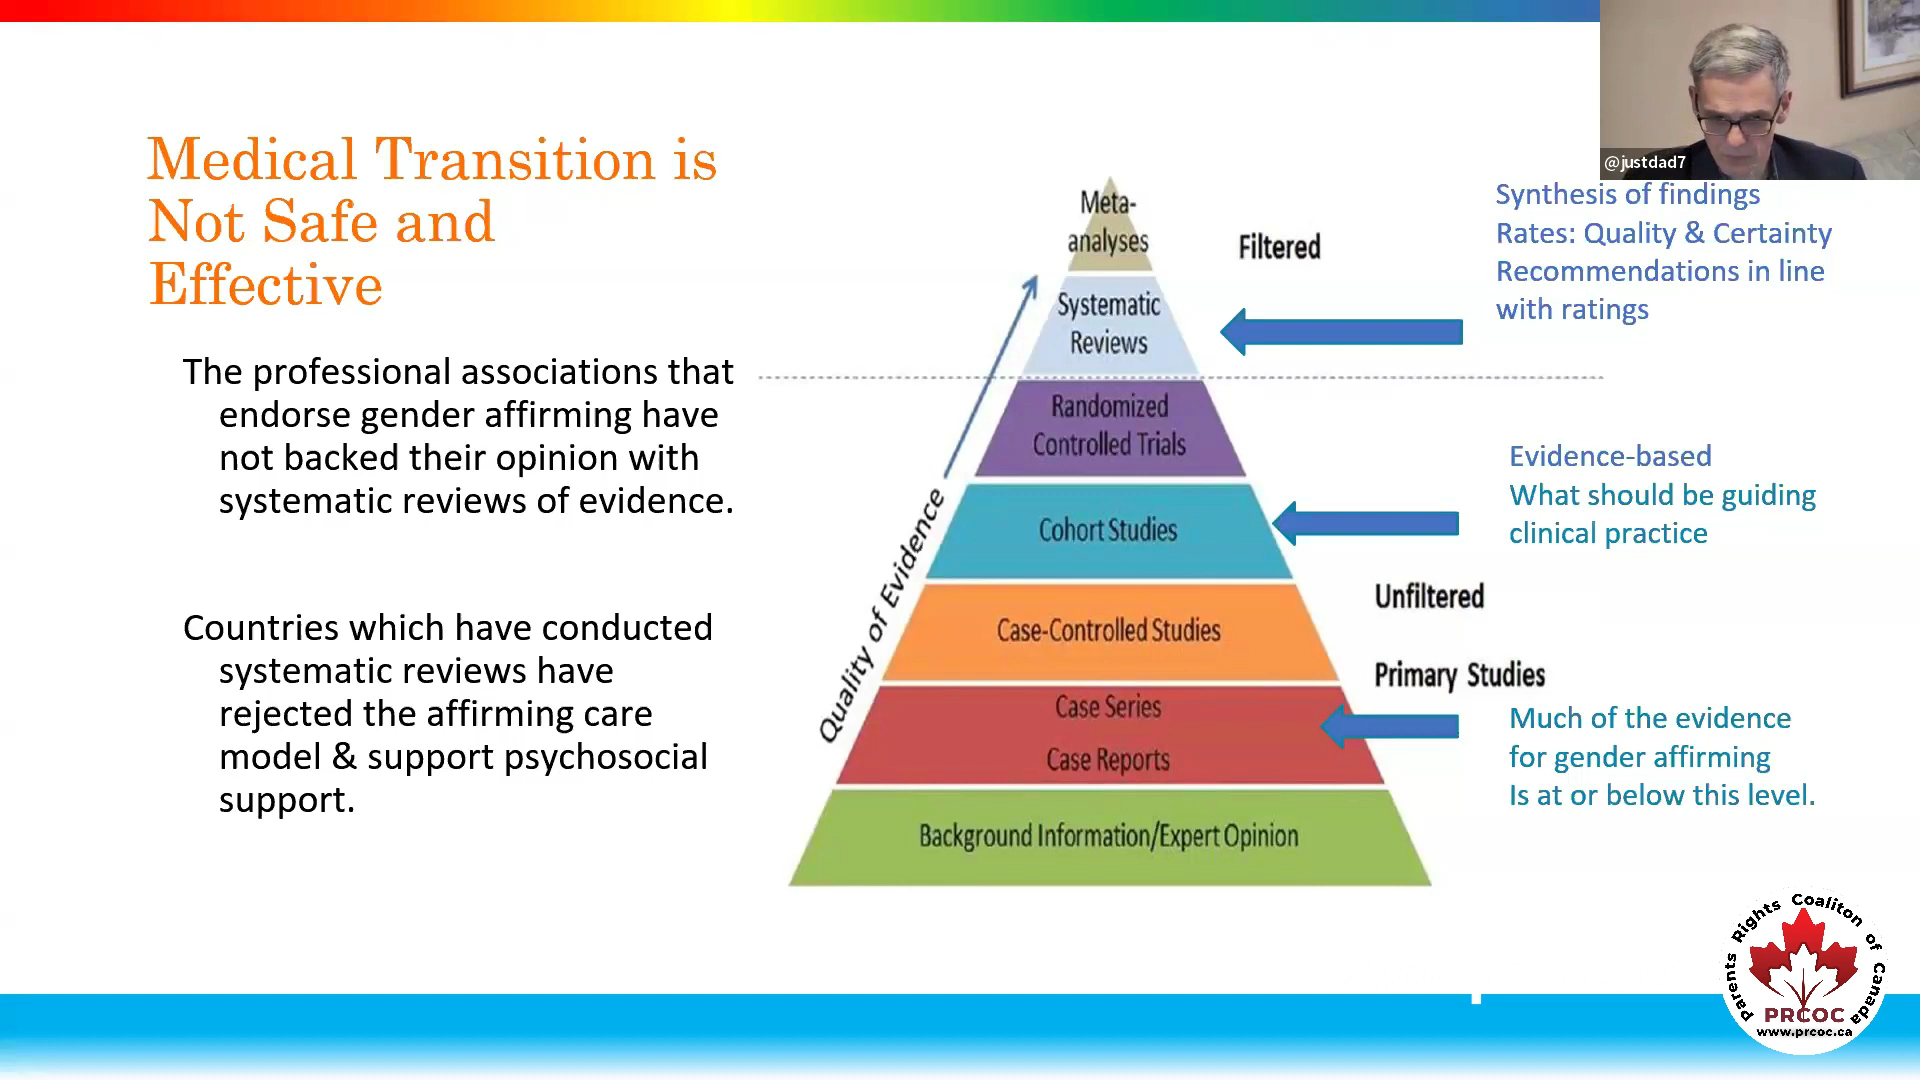 Medical Transition is
Not Safe and
Effective
The professional associations that
endorse gender affirming have
not backed their opinion with
systematic reviews of evidence.
Countries which have conducted
systematic reviews have
rejected the affirming care
model & support psychosocial
support.
Quality of Evidence
Meta-
analyses
Systematic
Reviews
Randomized
Controlled Trials
Cohort Studies
Case-Controlled Studies
Case Series
Case Reports
Background Information/Expert Opinion
Filtered
Unfiltered
Primary Studies
@justdad7
Synthesis of findings
Rates: Quality & Certainty
Recommendations in line
with ratings
Evidence-based
What should be guiding
clinical practice
Much of the evidence
for gender affirming
Is at or below this level.
Parents Rights Coaliton of Canada
PRCOC
www.prcoc.ca